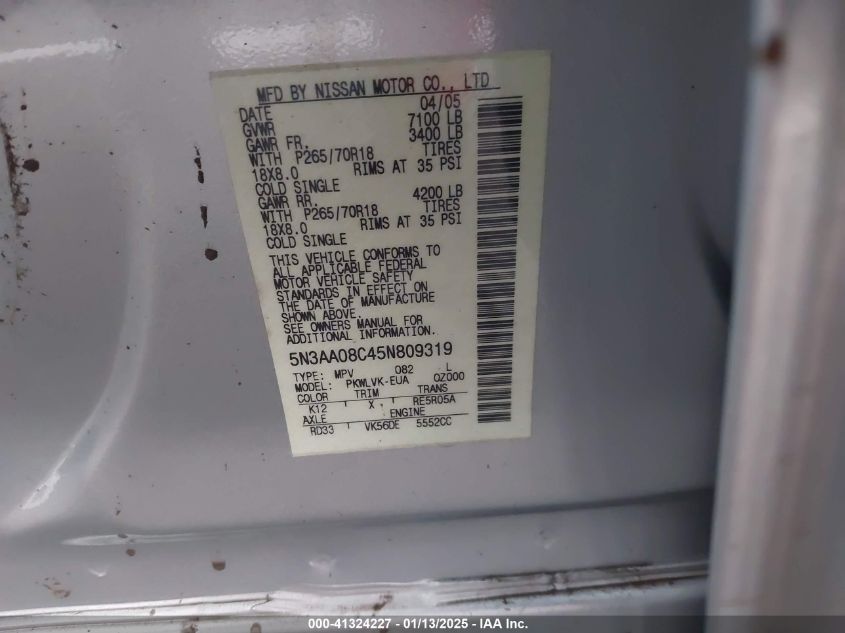 MFD BY NISSAN MOTOR CO., LTD
DATE 04/05
GVWR 7100 LB
GAWR FR. 3400 LB
WITH P265/70R18 TIRES
18X8.0 RIMS AT 35 PSI
COLD SINGLE
GAWR RR. 4200 LB
WITH P265/70R18 TIRES
18X8.0 RIMS AT 35 PSI
COLD SINGLE
THIS VEHICLE CONFORMS TO
ALL APPLICABLE FEDERAL
MOTOR VEHICLE SAFETY
STANDARDS IN EFFECT ON
THE DATE OF MANUFACTURE
SHOWN ABOVE.
SEE OWNERS MANUAL FOR
ADDITIONAL INFORMATION.
5N3AA08C45N809319
TYPE: MPV 082 L
MODEL: PKWLVK-EUA QZ000
COLOR TRIM TRANS
K12 X RE5R05A
AXLE ENGINE
RD33 VK56DE 5552CC
000-41324227 - 01/13/2025 - IAA Inc.